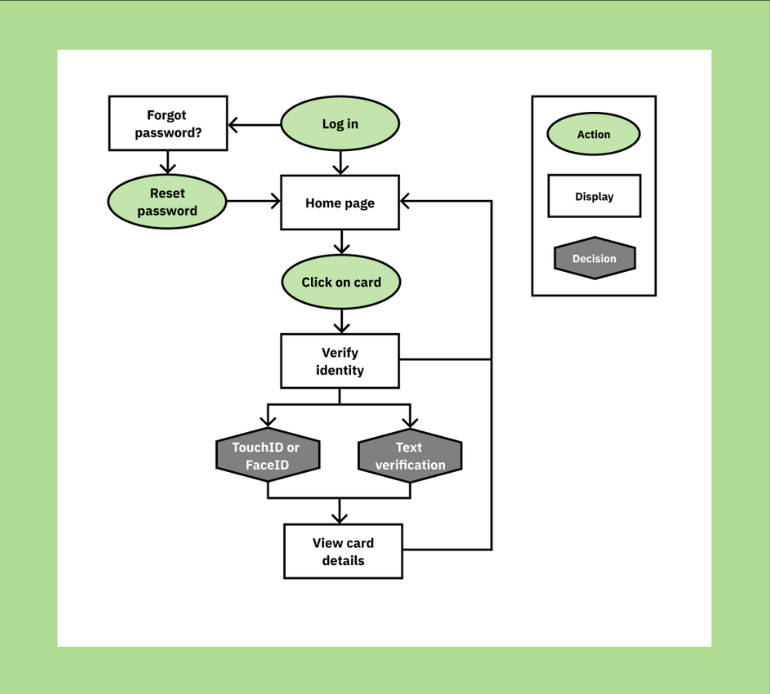 Forgot
password?
Log in
Reset
password
Home page
Click on card
Verify
identity
TouchID or
FaceID
Text
verification
View card
details
Action
Display
Decision